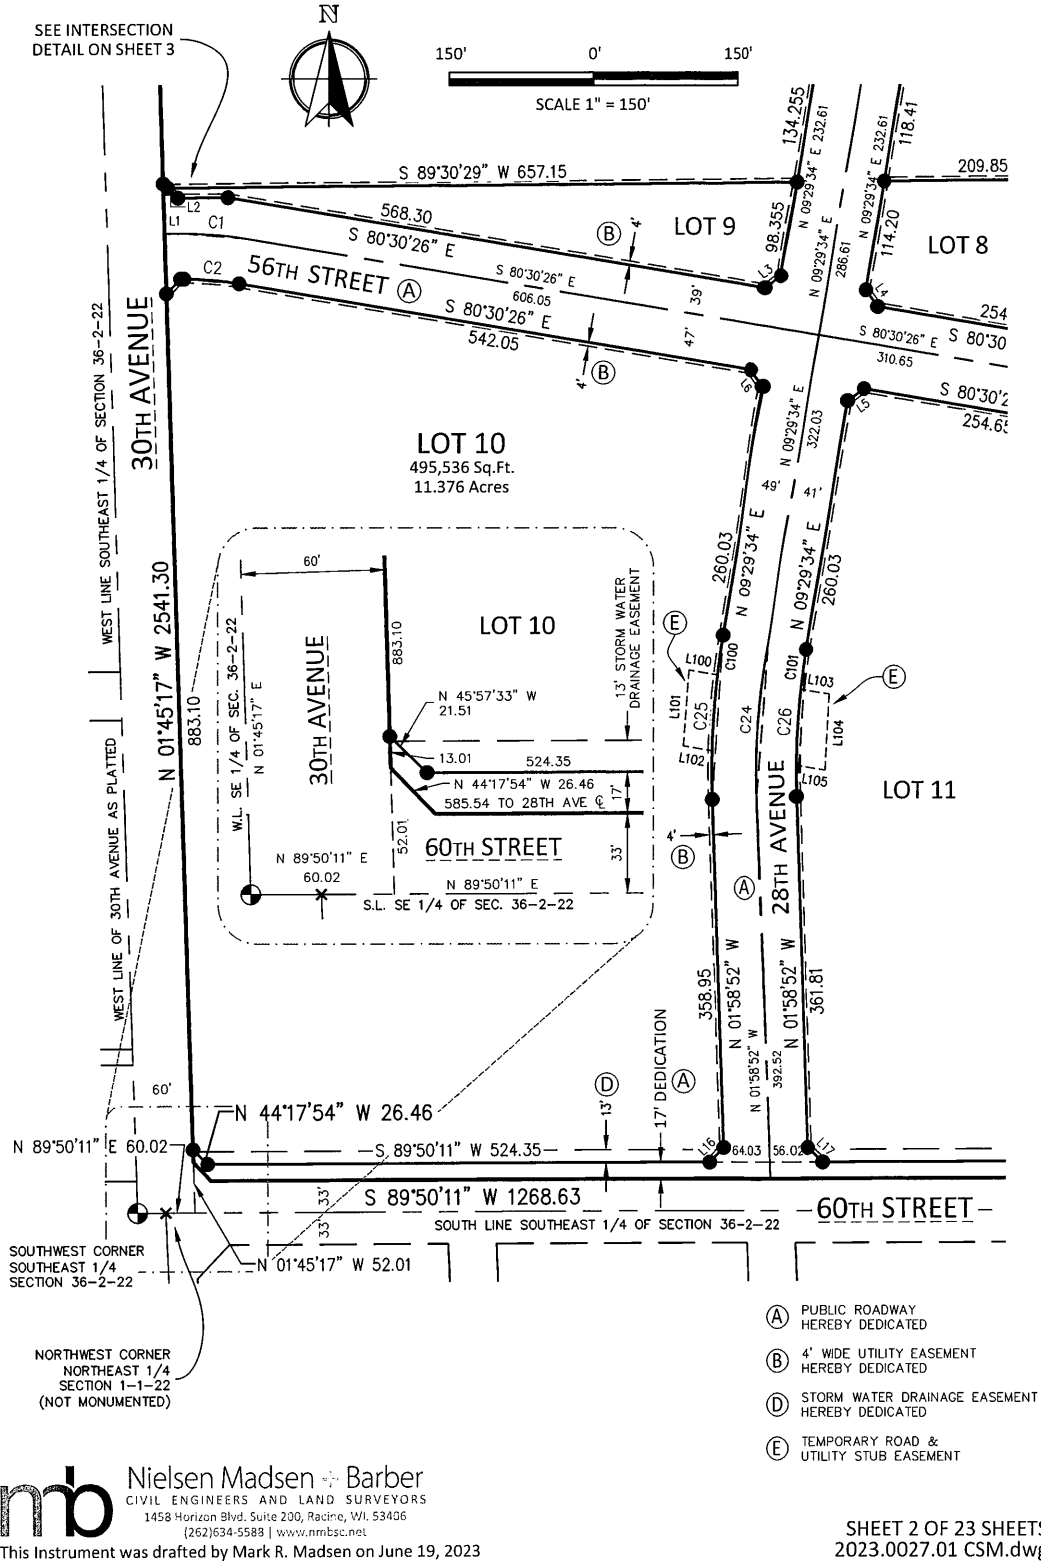 SEE INTERSECTION
DETAIL ON SHEET 3
N
150'
0'
150'
SCALE 1" = 150'
134.255
N 09°29'34" E 232.61
N 09°29'34" E 232.61
118.41
S 89°30'29" W 657.15
209.85
L1
L2
C1
568.30
S 80°30'26" E
B
4'
LOT 9
98.355
N 09°29'34" E
286.61
114.20
LOT 8
L3
L4
C2
56TH STREET A
S 80°30'26" E
606.05
39'
S 80°30'26" E
542.05
47'
4'
B
254
S 80°30'26" E
S 80°30
310.65
L6
L5
S 80°30'2
254.65
30TH AVENUE
WEST LINE SOUTHEAST 1/4 OF SECTION 36-2-22
LOT 10
495,536 Sq.Ft.
11.376 Acres
N 09°29'34" E
322.03
49'
41'
260.03
N 09°29'34" E
N 09°29'34" E
260.03
N 01°45'17" W 2541.30
883.10
60'
W.L. SE 1/4 OF SEC. 36-2-22
N 01°45'17" E
30TH AVENUE
883.10
LOT 10
13' STORM WATER
DRAINAGE EASEMENT
N 45°57'33" W
21.51
13.01
524.35
N 44°17'54" W 26.46
585.54 TO 28TH AVE ℄
17'
52.01
60TH STREET
33'
N 89°50'11" E
60.02
N 89°50'11" E
S.L. SE 1/4 OF SEC. 36-2-22
E
C100
C101
L100
L101
L102
C25
C24
C26
L103
L104
L105
E
LOT 11
28TH AVENUE
4'
B
A
WEST LINE OF 30TH AVENUE AS PLATTED
358.95
N 01°58'52" W
N 01°58'52" W
392.52
N 01°58'52" W
361.81
60'
D
13'
17' DEDICATION
A
N 44°17'54" W 26.46
N 89°50'11" E 60.02
S 89°50'11" W 524.35
L16
64.03
56.02
L17
S 89°50'11" W 1268.63
60TH STREET
33'
33'
SOUTH LINE SOUTHEAST 1/4 OF SECTION 36-2-22
SOUTHWEST CORNER
SOUTHEAST 1/4
SECTION 36-2-22
N 01°45'17" W 52.01
NORTHWEST CORNER
NORTHEAST 1/4
SECTION 1-1-22
(NOT MONUMENTED)
A PUBLIC ROADWAY
HEREBY DEDICATED
B 4' WIDE UTILITY EASEMENT
HEREBY DEDICATED
D STORM WATER DRAINAGE EASEMENT
HEREBY DEDICATED
E TEMPORARY ROAD &
UTILITY STUB EASEMENT
mb
Nielsen Madsen + Barber
CIVIL ENGINEERS AND LAND SURVEYORS
1458 Horizon Blvd. Suite 200, Racine, WI. 53406
(262)634-5588 | www.nmbsc.net
This Instrument was drafted by Mark R. Madsen on June 19, 2023
SHEET 2 OF 23 SHEETS
2023.0027.01 CSM.dwg